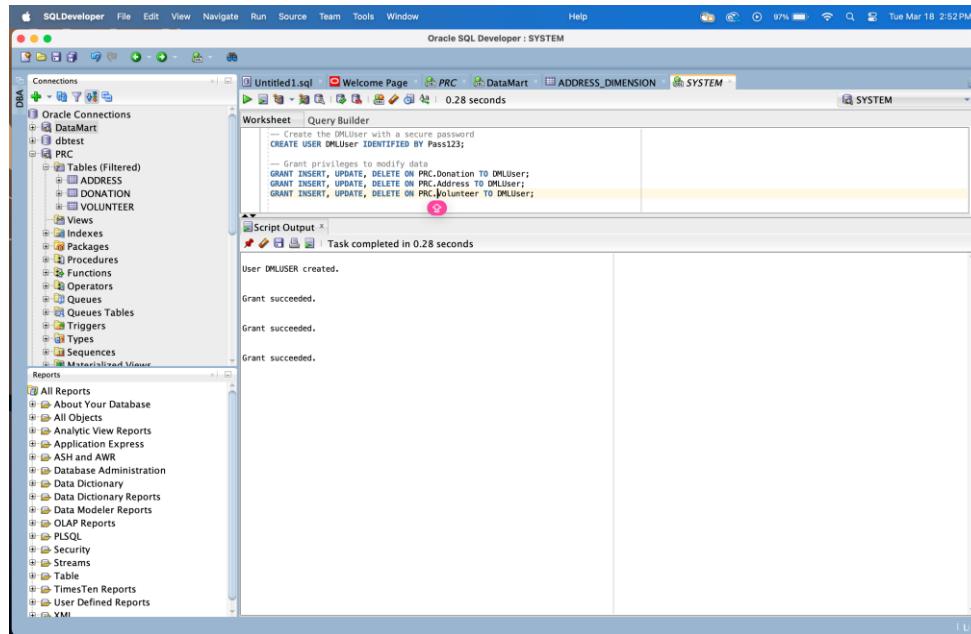 SQLDeveloper File Edit View Navigate Run Source Team Tools Window Help 97% Tue Mar 18 2:52 PM
Oracle SQL Developer : SYSTEM
Connections
DBA
Oracle Connections
DataMart
dbtest
PRC
Tables (Filtered)
ADDRESS
DONATION
VOLUNTEER
Views
Indexes
Packages
Procedures
Functions
Operators
Queues
Queues Tables
Triggers
Types
Sequences
Materialized Views
Reports
All Reports
About Your Database
All Objects
Analytic View Reports
Application Express
ASH and AWR
Database Administration
Data Dictionary
Data Dictionary Reports
Data Modeler Reports
OLAP Reports
PLSQL
Security
Streams
Table
TimesTen Reports
User Defined Reports
XML
Untitled1.sql Welcome Page PRC DataMart ADDRESS_DIMENSION SYSTEM
0.28 seconds SYSTEM
Worksheet Query Builder
-- Create the DMLUser with a secure password
CREATE USER DMLUser IDENTIFIED BY Pass123;
-- Grant privileges to modify data
GRANT INSERT, UPDATE, DELETE ON PRC.Donation TO DMLUser;
GRANT INSERT, UPDATE, DELETE ON PRC.Address TO DMLUser;
GRANT INSERT, UPDATE, DELETE ON PRC.Volunteer TO DMLUser;
Script Output
Task completed in 0.28 seconds
User DMLUSER created.
Grant succeeded.
Grant succeeded.
Grant succeeded.